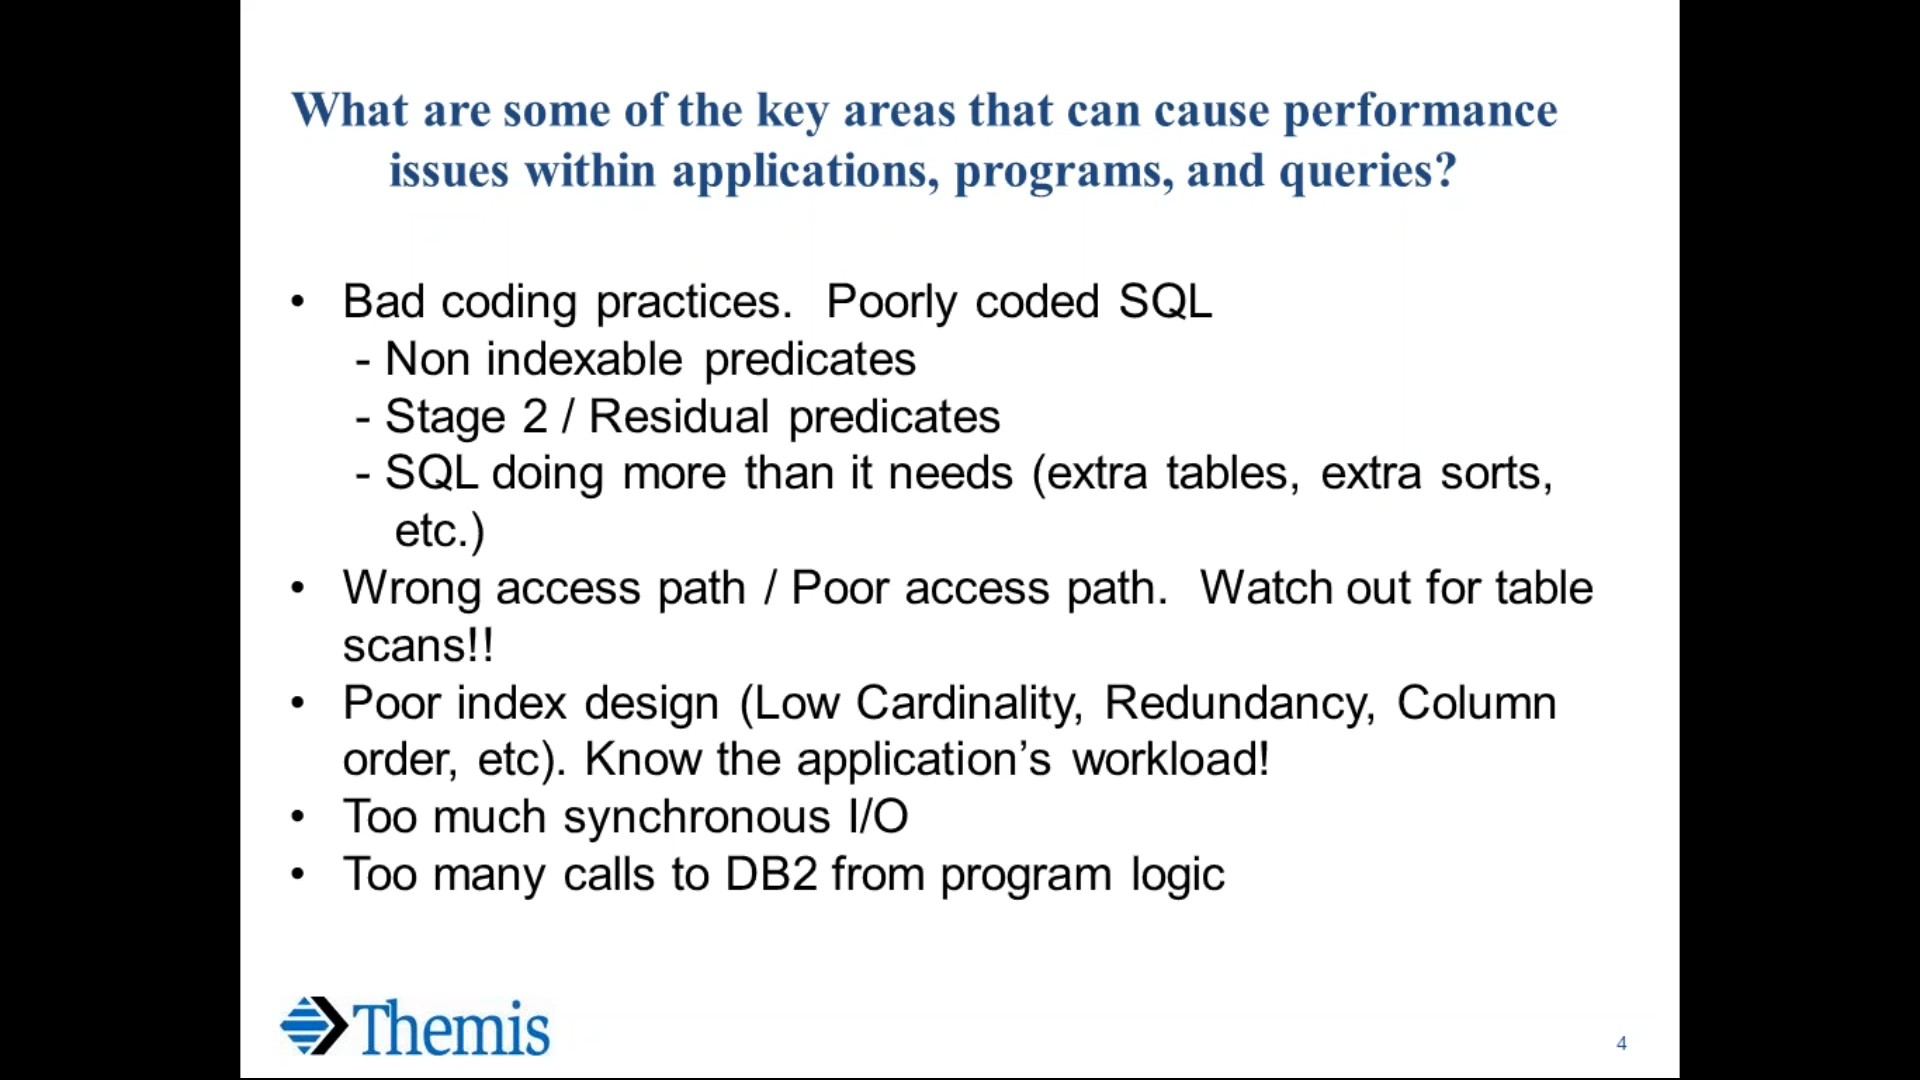 What are some of the key areas that can cause performance
issues within applications, programs, and queries?
• Bad coding practices. Poorly coded SQL
- Non indexable predicates
- Stage 2 / Residual predicates
- SQL doing more than it needs (extra tables, extra sorts,
etc.)
• Wrong access path / Poor access path. Watch out for table
scans!!
• Poor index design (Low Cardinality, Redundancy, Column
order, etc). Know the application’s workload!
• Too much synchronous I/O
• Too many calls to DB2 from program logic
Themis
4